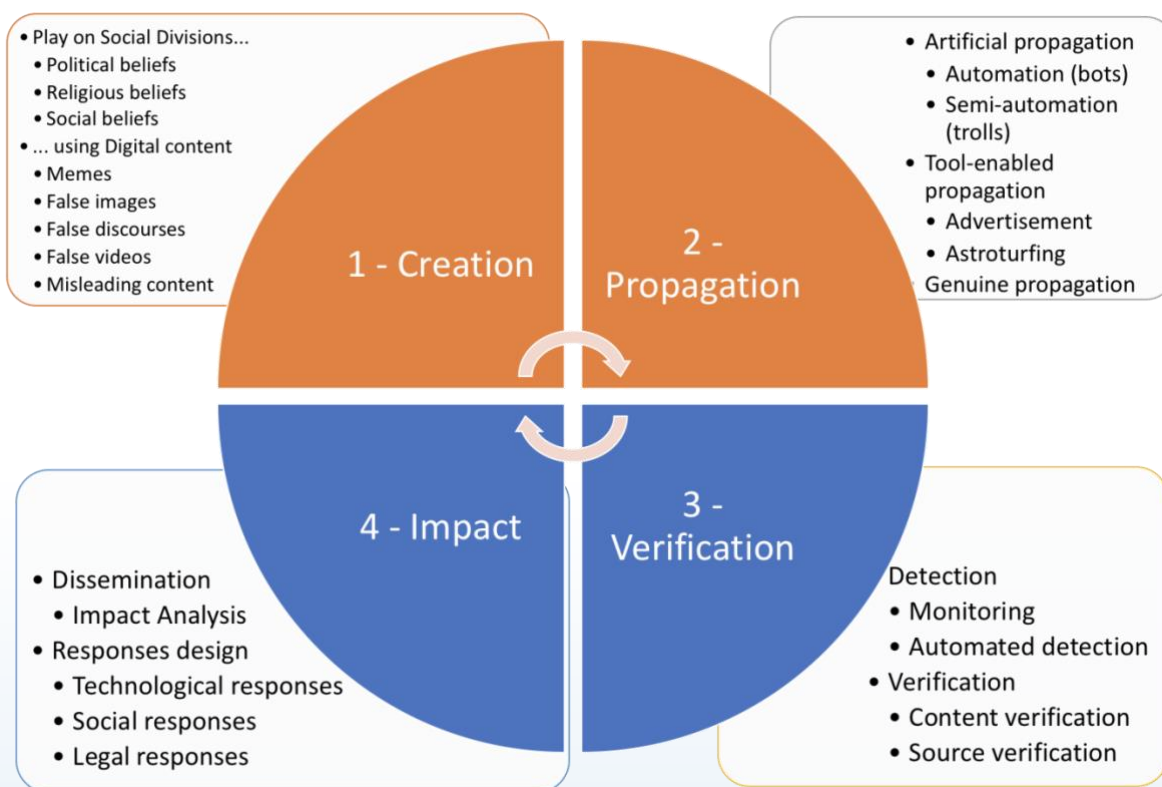 • Play on Social Divisions...
• Political beliefs
• Religious beliefs
• Social beliefs
• ... using Digital content
• Memes
• False images
• False discourses
• False videos
• Misleading content
1 - Creation
• Artificial propagation
• Automation (bots)
• Semi-automation
(trolls)
• Tool-enabled
propagation
• Advertisement
• Astroturfing
Genuine propagation
2 -
Propagation
3 -
Verification
Detection
• Monitoring
• Automated detection
• Verification
• Content verification
• Source verification
4 - Impact
• Dissemination
• Impact Analysis
• Responses design
• Technological responses
• Social responses
• Legal responses